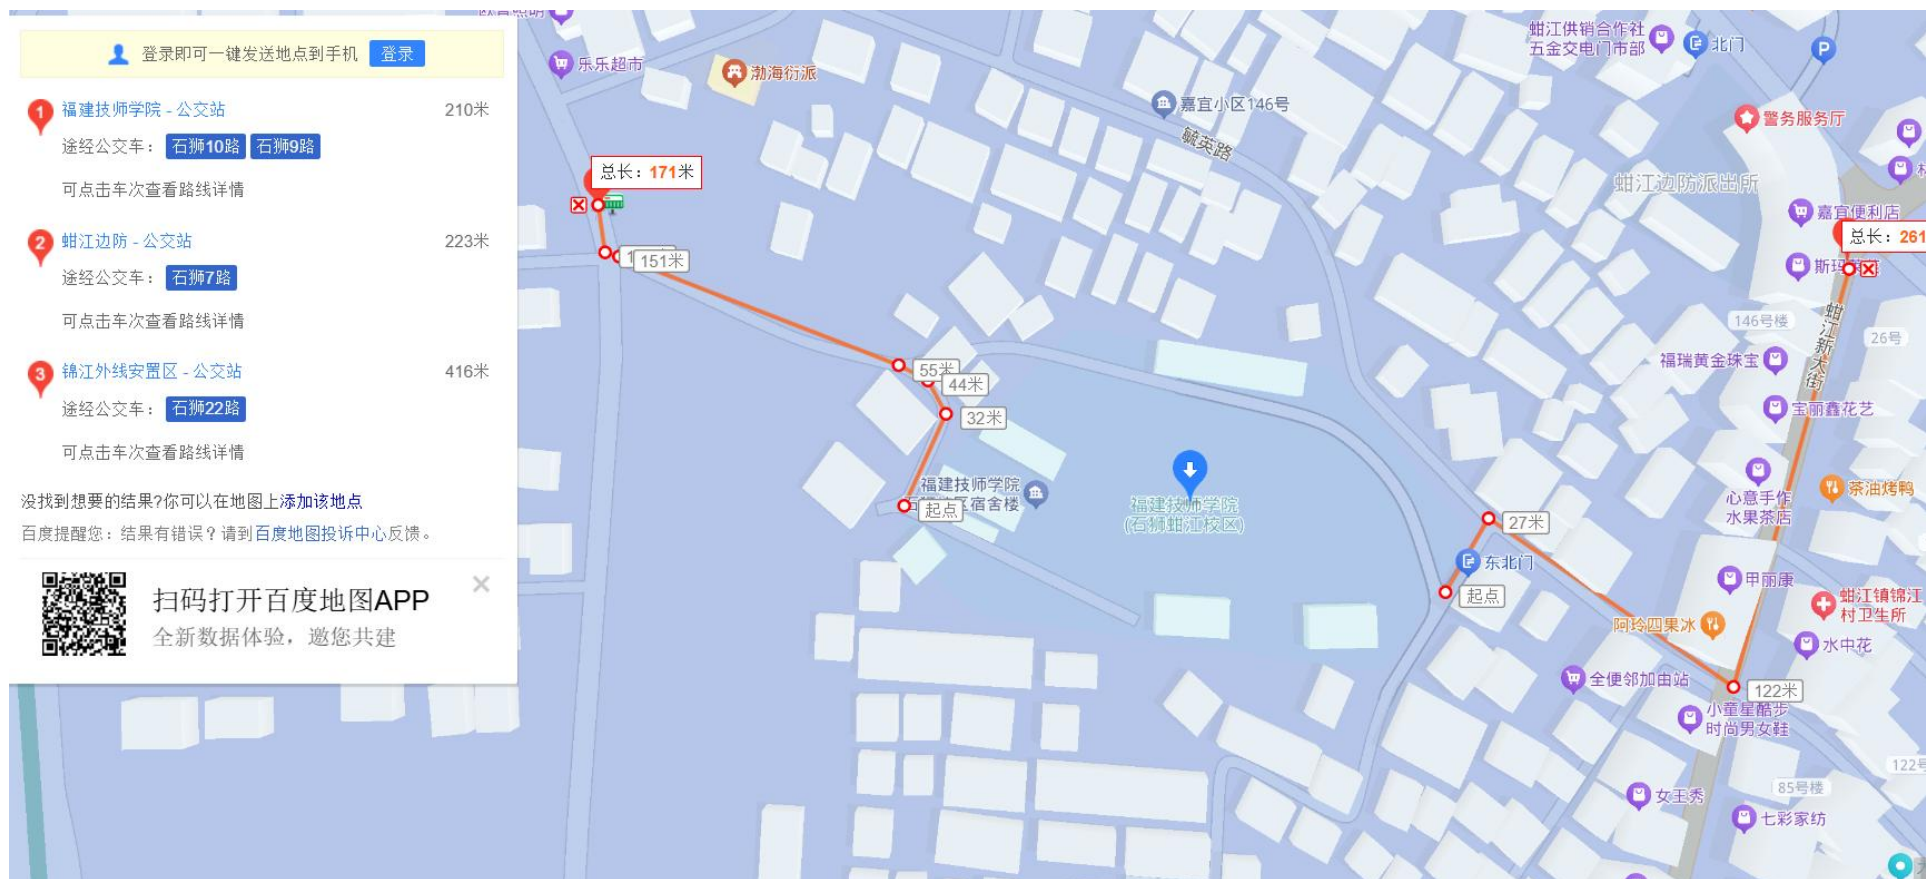 登录即可一键发送地点到手机 登录
1 福建技师学院 - 公交站 210米
途经公交车： 石狮10路 石狮9路
可点击车次查看路线详情
2 蚶江边防 - 公交站 223米
途经公交车： 石狮7路
可点击车次查看路线详情
3 锦江外线安置区 - 公交站 416米
途经公交车： 石狮22路
可点击车次查看路线详情
没找到想要的结果?你可以在地图上添加该地点
百度提醒您：结果有错误？请到百度地图投诉中心反馈。
扫码打开百度地图APP
全新数据体验，邀您共建
乐乐超市
渤海衍派
嘉宜小区146号
毓英路
蚶江供销合作社
五金交电门市部
北门
P
警务服务厅
蚶江边防派出所
嘉宜便利店
总长：171米
总长：261
斯玛
151米
146号楼
26号
蚶江新大街
福瑞黄金珠宝
宝丽鑫花艺
55米
44米
32米
福建技师学院
区宿舍楼
起点
福建技师学院
(石狮蚶江校区)
心意手作
水果茶店
茶油烤鸭
27米
东北门
起点
甲丽康
蚶江镇锦江
村卫生所
阿玲四果冰
水中花
全便邻加由站
122米
小童星酷步
时尚男女鞋
122号
85号楼
女王秀
七彩家纺